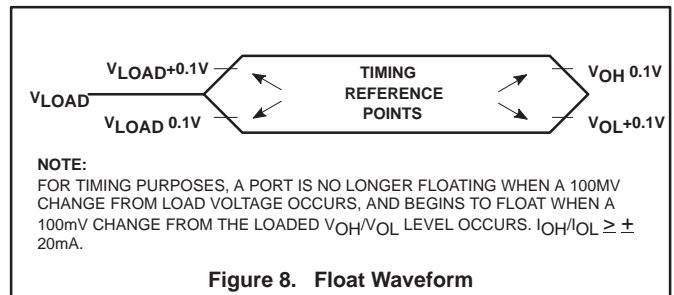 VLOAD+0.1V
TIMING
VOH 0.1V
VLOAD
REFERENCE
VLOAD 0.1V
POINTS
VOL+0.1V
NOTE:
FOR TIMING PURPOSES, A PORT IS NO LONGER FLOATING WHEN A 100MV
CHANGE FROM LOAD VOLTAGE OCCURS, AND BEGINS TO FLOAT WHEN A
100mV CHANGE FROM THE LOADED VOH/VOL LEVEL OCCURS. IOH/IOL ≥ ±
20mA.
Figure 8. Float Waveform